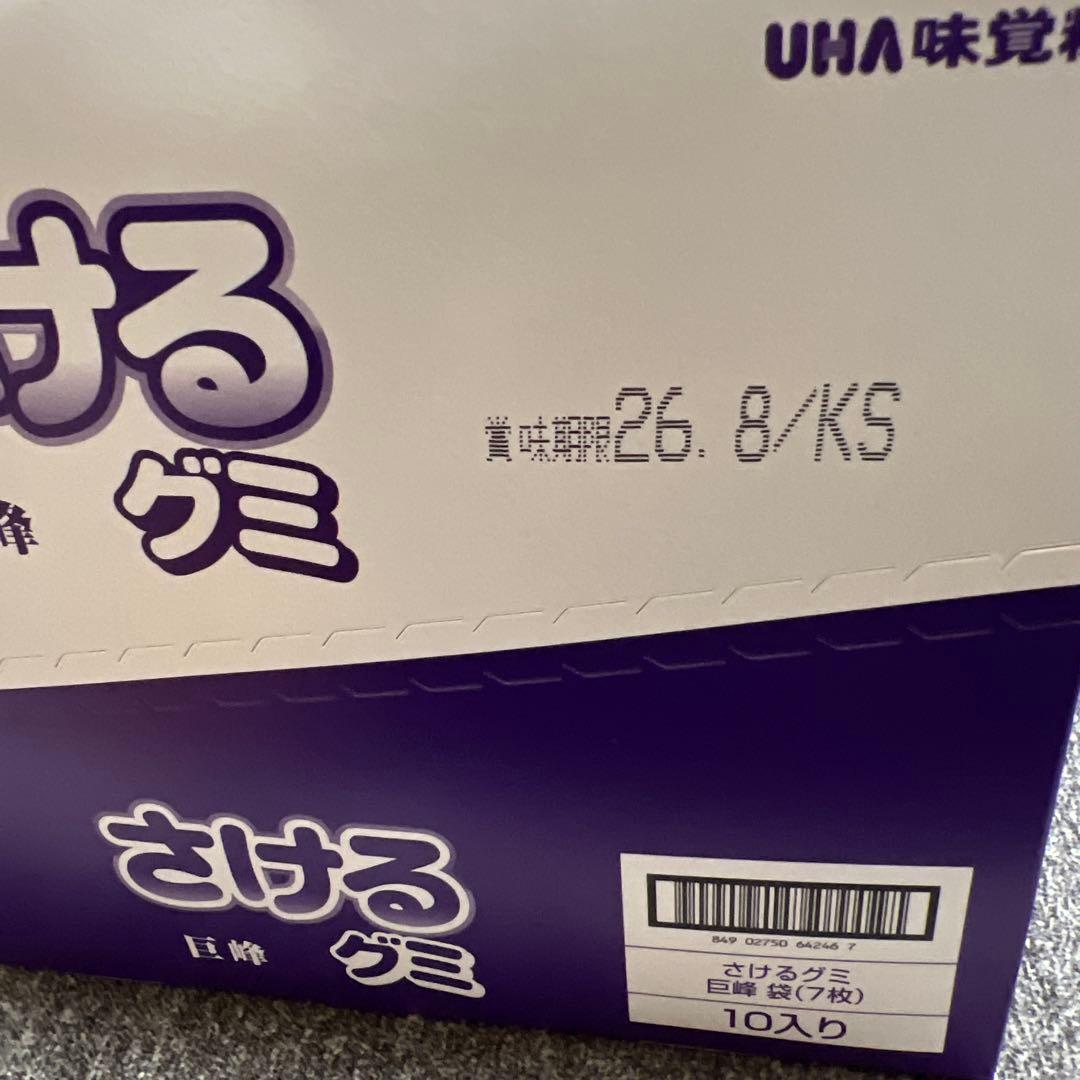 UHA味覚糖
ける
グミ
峰
賞味期限26. 8/KS
さける
グミ
巨峰
849 02750 64246 7
さけるグミ
巨峰 袋(7枚)
10入り